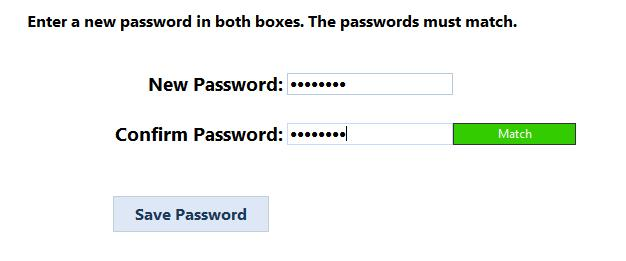 Enter a new password in both boxes. The passwords must match.
New Password: ••••••••
Confirm Password: •••••••• Match
Save Password